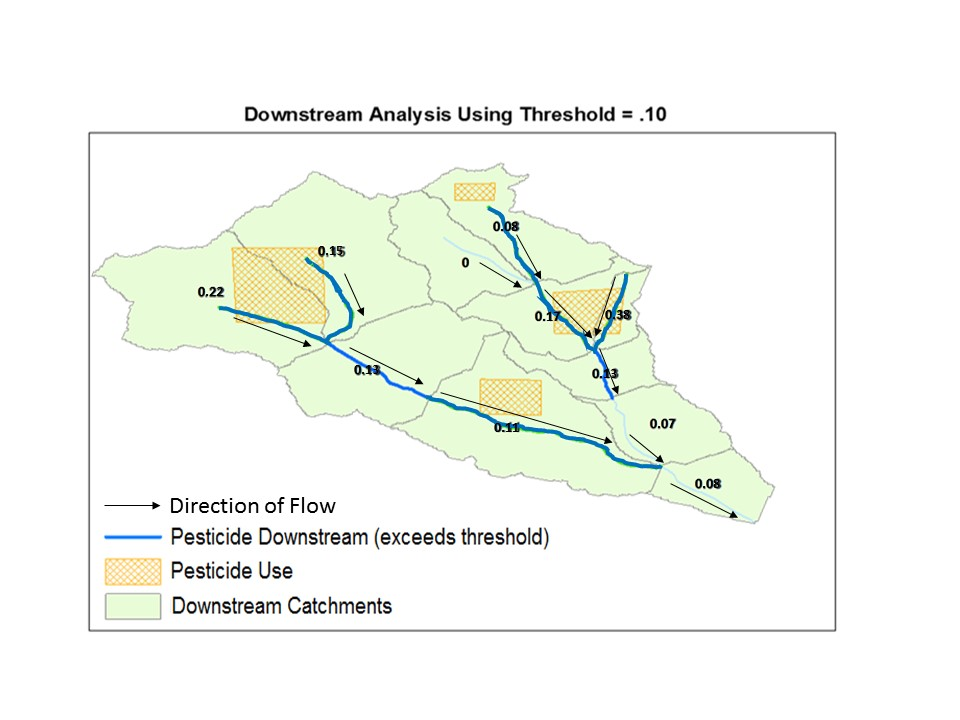 Downstream Analysis Using Threshold = .10
0.08
0.15
0
0.22
0.17
0.38
0.13
0.13
0.07
0.11
0.08
Direction of Flow
Pesticide Downstream (exceeds threshold)
Pesticide Use
Downstream Catchments